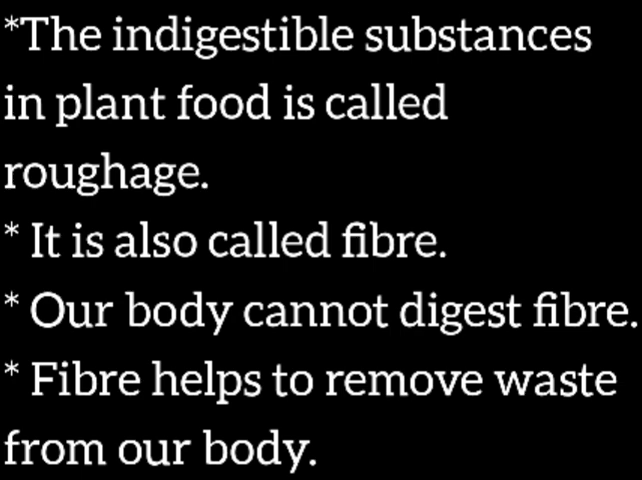 *The indigestible substances
in plant food is called
roughage.
* It is also called fibre.
* Our body cannot digest fibre.
* Fibre helps to remove waste
from our body.